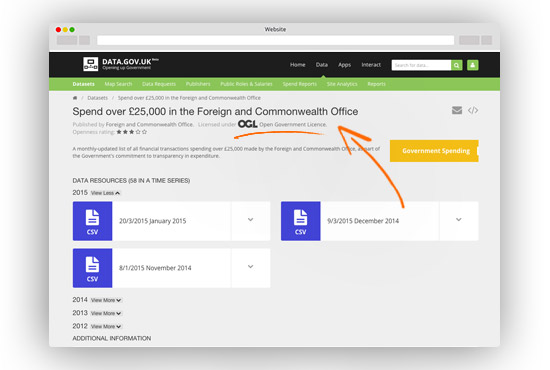 Website
DATA.GOV.UK Beta
Opening up Government
Home Data Apps Interact
Search for data...
Datasets Map Search Data Requests Publishers Public Roles & Salaries Spend Reports Site Analytics Reports
/ Datasets / Spend over £25,000 in the Foreign and Commonwealth Office
Spend over £25,000 in the Foreign and Commonwealth Office
Published by Foreign and Commonwealth Office. Licensed under OGL Open Government Licence.
Openness rating:
A monthly-updated list of all financial transactions spending over £25,000 made by the Foreign and Commonwealth Office, as part of
the Government's commitment to transparency in expenditure.
Government Spending
DATA RESOURCES (58 IN A TIME SERIES)
2015 View Less
CSV 20/3/2015 January 2015
CSV 9/3/2015 December 2014
CSV 8/1/2015 November 2014
2014 View More
2013 View More
2012 View More
ADDITIONAL INFORMATION